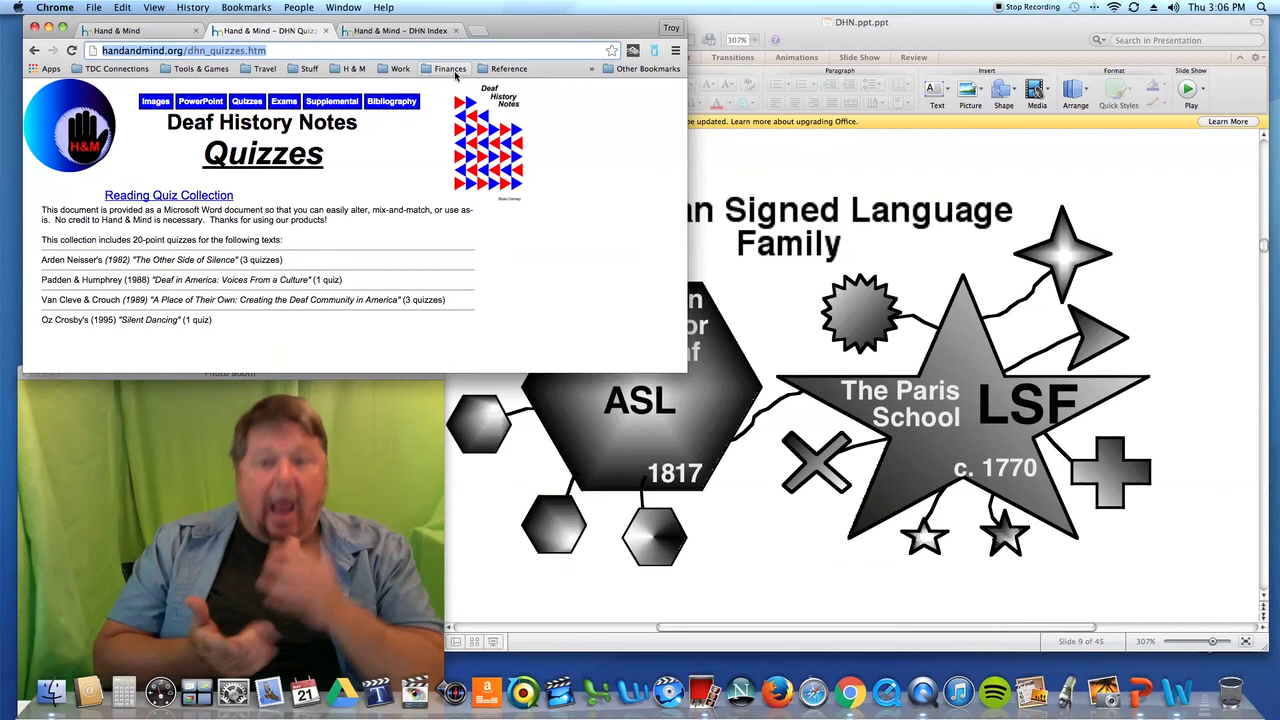 Chrome File Edit View History Bookmarks People Window Help
Stop Recording
Thu 3:06 PM
Hand & Mind
Hand & Mind – DHN Quiz
Hand & Mind – DHN Index
Troy
handandmind.org/dhn_quizzes.htm
Apps TDC Connections Tools & Games Travel Stuff H & M Work Finances Reference » Other Bookmarks
Images PowerPoint Quizzes Exams Supplemental Bibliography
Deaf History Notes
Quizzes
H&M
Deaf
History
Notes
Brian Cerney
Reading Quiz Collection
This document is provided as a Microsoft Word document so that you can easily alter, mix-and-match, or use as-
is. No credit to Hand & Mind is necessary. Thanks for using our products!
This collection includes 20-point quizzes for the following texts:
Arden Neisser's (1982) "The Other Side of Silence" (3 quizzes)
Padden & Humphrey (1988) "Deaf in America: Voices From a Culture" (1 quiz)
Van Cleve & Crouch (1989) "A Place of Their Own: Creating the Deaf Community in America" (3 quizzes)
Oz Crosby's (1995) "Silent Dancing" (1 quiz)
Photo Booth
DHN.ppt.ppt
307%
Search in Presentation
Transitions Animations Slide Show Review
Paragraph Insert Format Slide Show
Text Picture Shape Media Arrange Quick Styles Play
be updated. Learn more about upgrading Office.
Learn More
an Signed Language
Family
n
or
af
ASL
1817
The Paris
School
LSF
c. 1770
Slide 9 of 45
307%
21